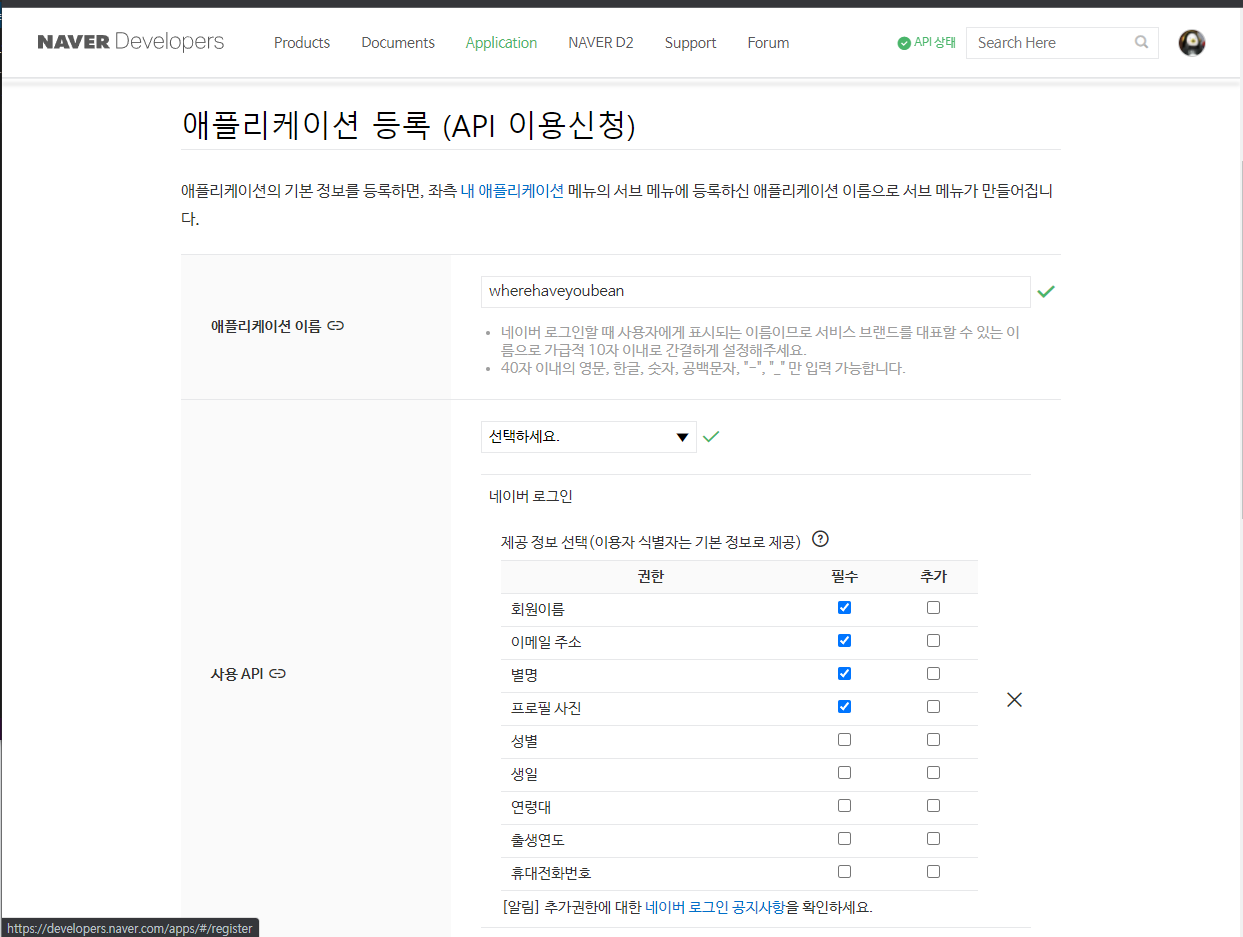 NAVER Developers
Products Documents Application NAVER D2 Support Forum
API 상태
Search Here
애플리케이션 등록 (API 이용신청)
애플리케이션의 기본 정보를 등록하면, 좌측 내 애플리케이션 메뉴의 서브 메뉴에 등록하신 애플리케이션 이름으로 서브 메뉴가 만들어집니
다.
애플리케이션 이름
wherehaveyoubean
네이버 로그인할 때 사용자에게 표시되는 이름이므로 서비스 브랜드를 대표할 수 있는 이
름으로 가급적 10자 이내로 간결하게 설정해주세요.
40자 이내의 영문, 한글, 숫자, 공백문자, "-", "_" 만 입력 가능합니다.
사용 API
선택하세요.
네이버 로그인
제공 정보 선택(이용자 식별자는 기본 정보로 제공)
권한 필수 추가
회원이름
이메일 주소
별명
프로필 사진
성별
생일
연령대
출생연도
휴대전화번호
[알림] 추가권한에 대한 네이버 로그인 공지사항을 확인하세요.
https://developers.naver.com/apps/#/register